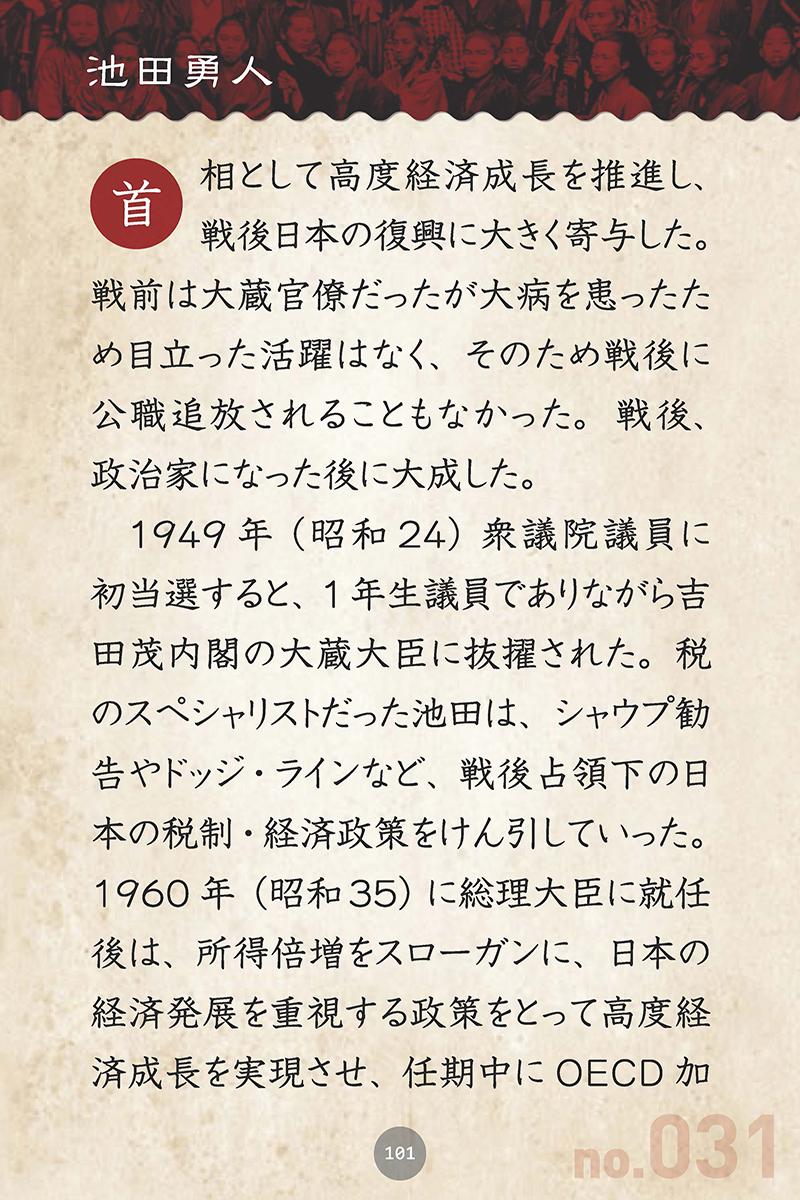 池田勇人
首相として高度経済成長を推進し、
戦後日本の復興に大きく寄与した。
戦前は大蔵官僚だったが大病を患ったた
め目立った活躍はなく、そのため戦後に
公職追放されることもなかった。戦後、
政治家になった後に大成した。
1949年（昭和24）衆議院議員に
初当選すると、1年生議員でありながら吉
田茂内閣の大蔵大臣に抜擢された。税
のスペシャリストだった池田は、シャウプ勧
告やドッジ・ラインなど、戦後占領下の日
本の税制・経済政策をけん引していった。
1960年（昭和35）に総理大臣に就任
後は、所得倍増をスローガンに、日本の
経済発展を重視する政策をとって高度経
済成長を実現させ、任期中にOECD加
101
no.031